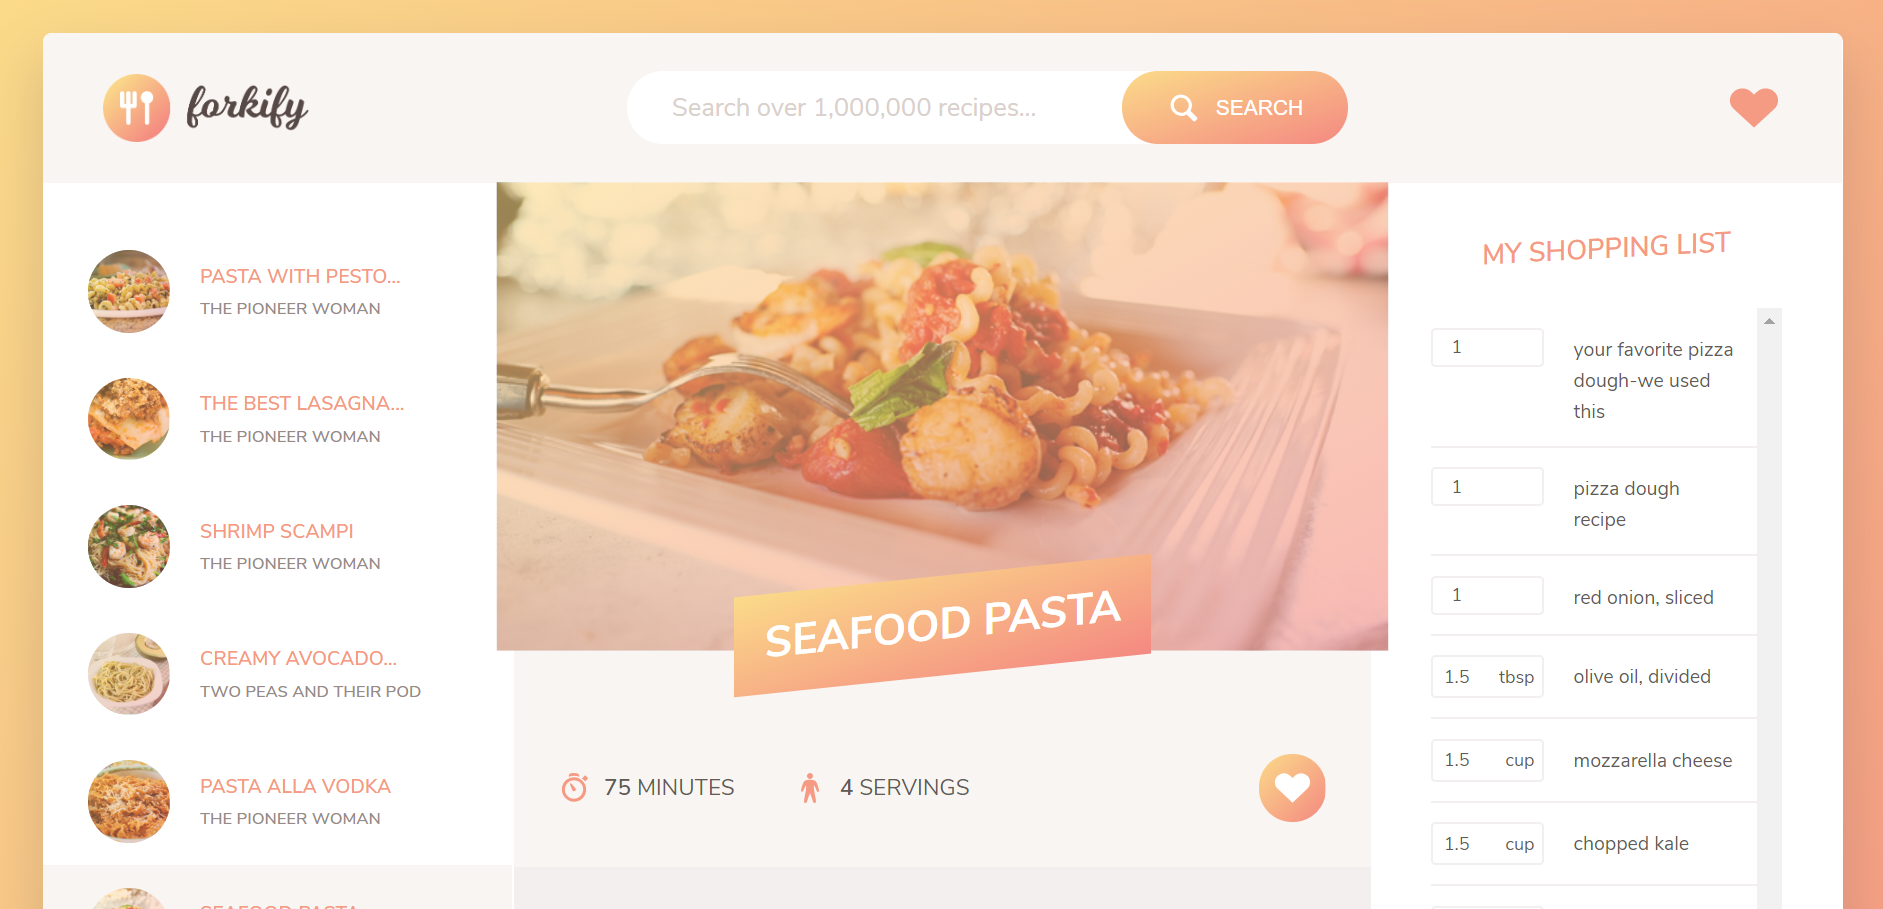 forkify
Search over 1,000,000 recipes...
SEARCH
PASTA WITH PESTO...
THE PIONEER WOMAN
THE BEST LASAGNA...
THE PIONEER WOMAN
SHRIMP SCAMPI
THE PIONEER WOMAN
CREAMY AVOCADO...
TWO PEAS AND THEIR POD
PASTA ALLA VODKA
THE PIONEER WOMAN
SEAFOOD PASTA
SEAFOOD PASTA
75 MINUTES
4 SERVINGS
MY SHOPPING LIST
1 your favorite pizza
dough-we used
this
1 pizza dough
recipe
1 red onion, sliced
1.5 tbsp olive oil, divided
1.5 cup mozzarella cheese
1.5 cup chopped kale